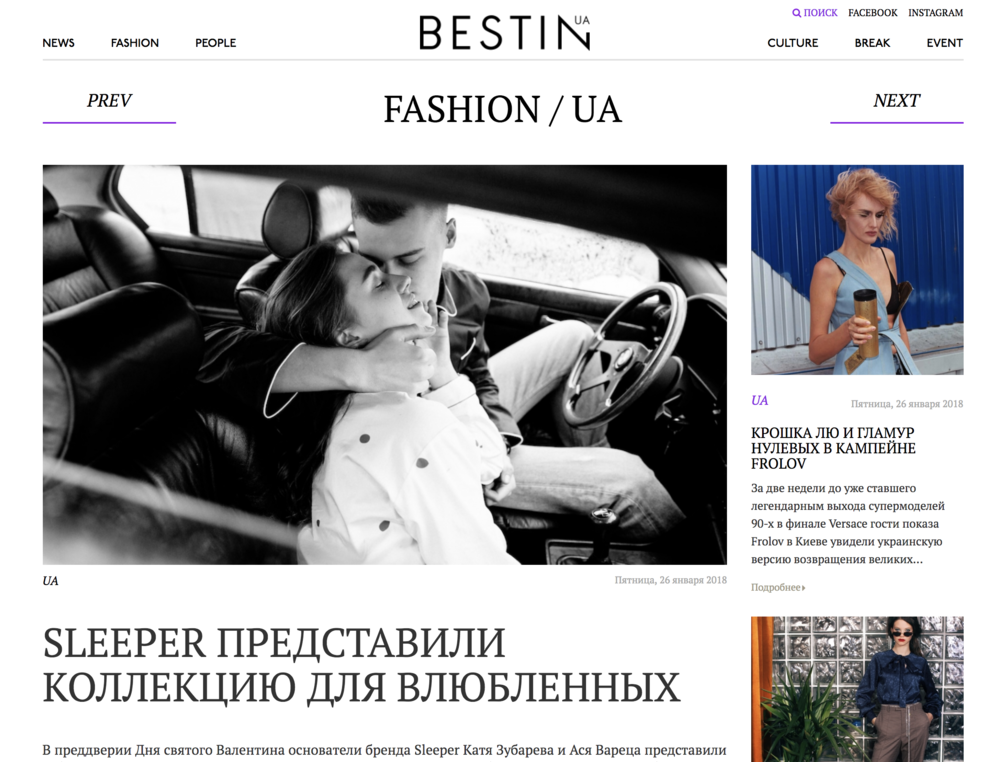 ПОИСК FACEBOOK INSTAGRAM
BESTIN UA
NEWS FASHION PEOPLE
CULTURE BREAK EVENT
PREV
FASHION / UA
NEXT
UA
Пятница, 26 января 2018
SLEEPER ПРЕДСТАВИЛИ
КОЛЛЕКЦИЮ ДЛЯ ВЛЮБЛЕННЫХ
В преддверии Дня святого Валентина основатели бренда Sleeper Катя Зубарева и Ася Вареца представили
UA
Пятница, 26 января 2018
КРОШКА ЛЮ И ГЛАМУР
НУЛЕВЫХ В КАМПЕЙНЕ
FROLOV
За две недели до уже ставшего
легендарным выхода супермоделей
90-х в финале Versace гости показа
Frolov в Киеве увидели украинскую
версию возвращения великих...
Подробнее